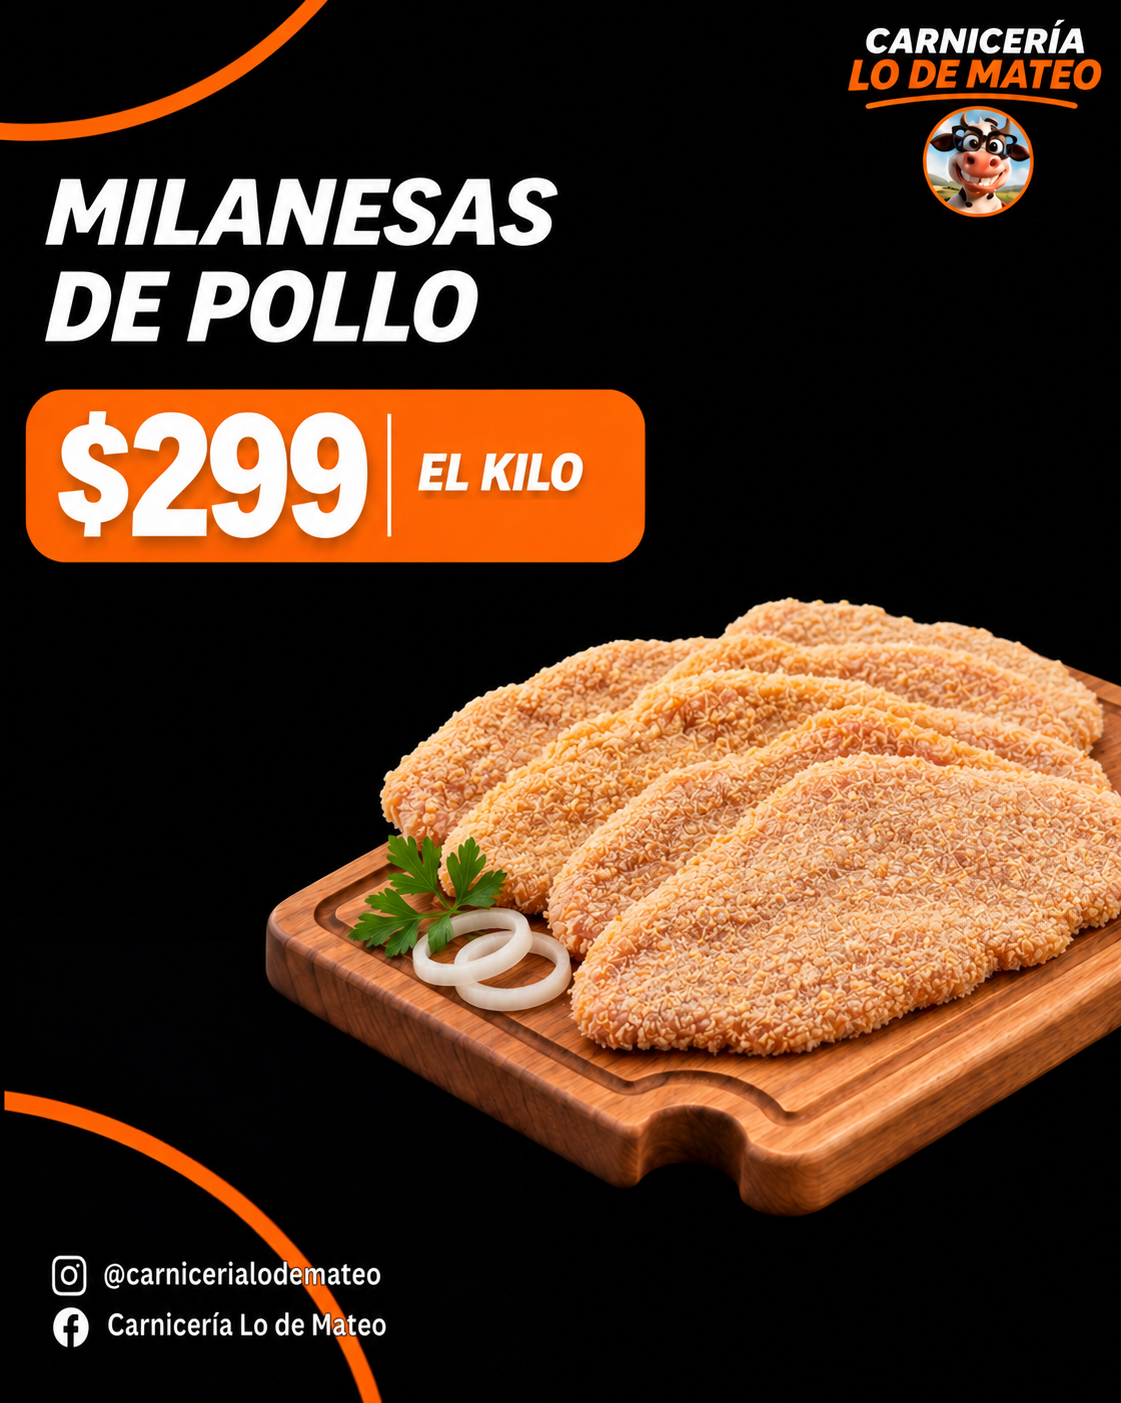 CARNICERÍA
LO DE MATEO
MILANESAS
DE POLLO
$299
EL KILO
@carnicerialodemateo
Carnicería Lo de Mateo